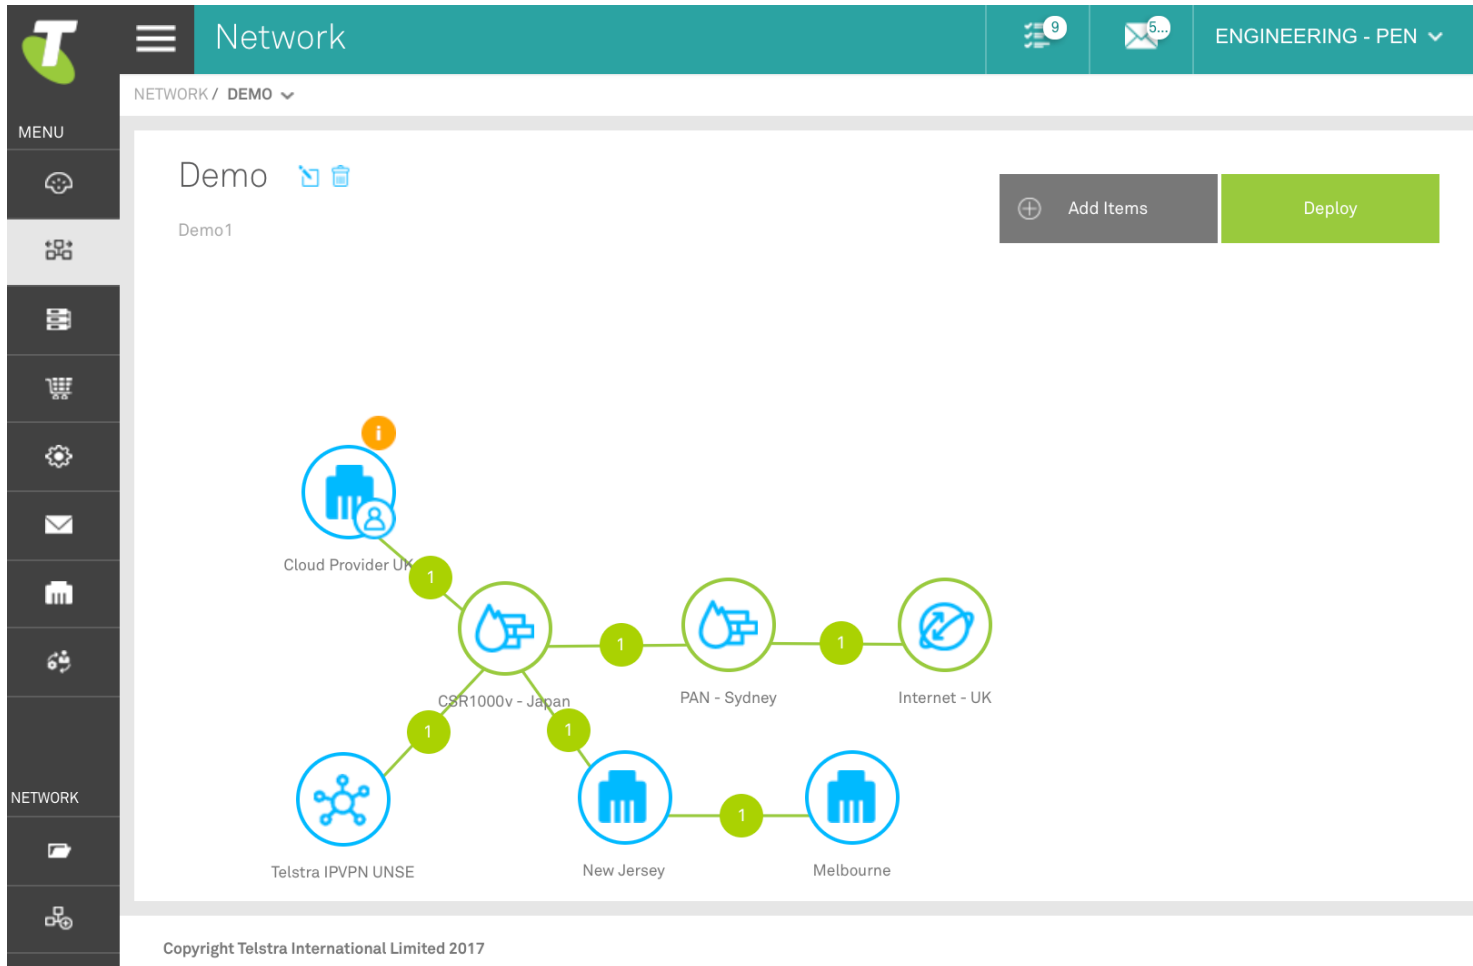 Network
9
5...
ENGINEERING - PEN
NETWORK / DEMO
MENU
Demo
Demo1
Add Items
Deploy
i
Cloud Provider UK
1
1
1
CSR1000v - Japan
PAN - Sydney
Internet - UK
1
1
Telstra IPVPN UNSE
New Jersey
1
Melbourne
NETWORK
Copyright Telstra International Limited 2017